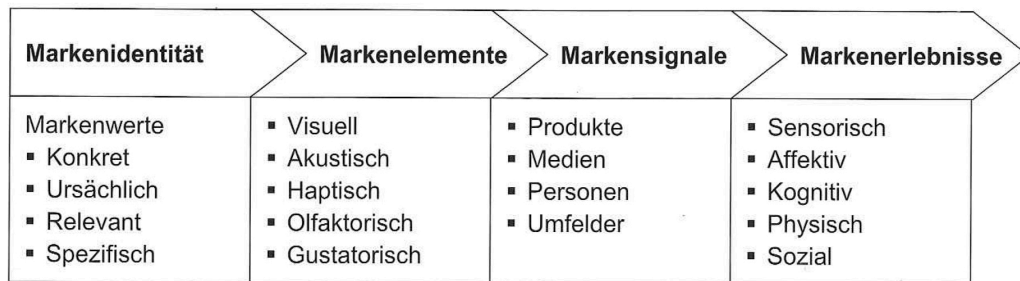 Markenidentität
Markenelemente
Markensignale
Markenerlebnisse
Markenwerte
▪ Konkret
▪ Ursächlich
▪ Relevant
▪ Spezifisch
▪ Visuell
▪ Akustisch
▪ Haptisch
▪ Olfaktorisch
▪ Gustatorisch
▪ Produkte
▪ Medien
▪ Personen
▪ Umfelder
▪ Sensorisch
▪ Affektiv
▪ Kognitiv
▪ Physisch
▪ Sozial